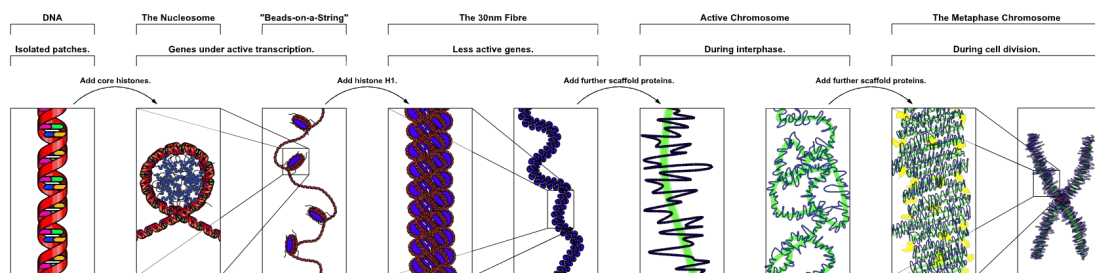 DNA
The Nucleosome
"Beads-on-a-String"
The 30nm Fibre
Active Chromosome
The Metaphase Chromosome
Isolated patches.
Genes under active transcription.
Less active genes.
During interphase.
During cell division.
Add core histones.
Add histone H1.
Add further scaffold proteins.
Add further scaffold proteins.